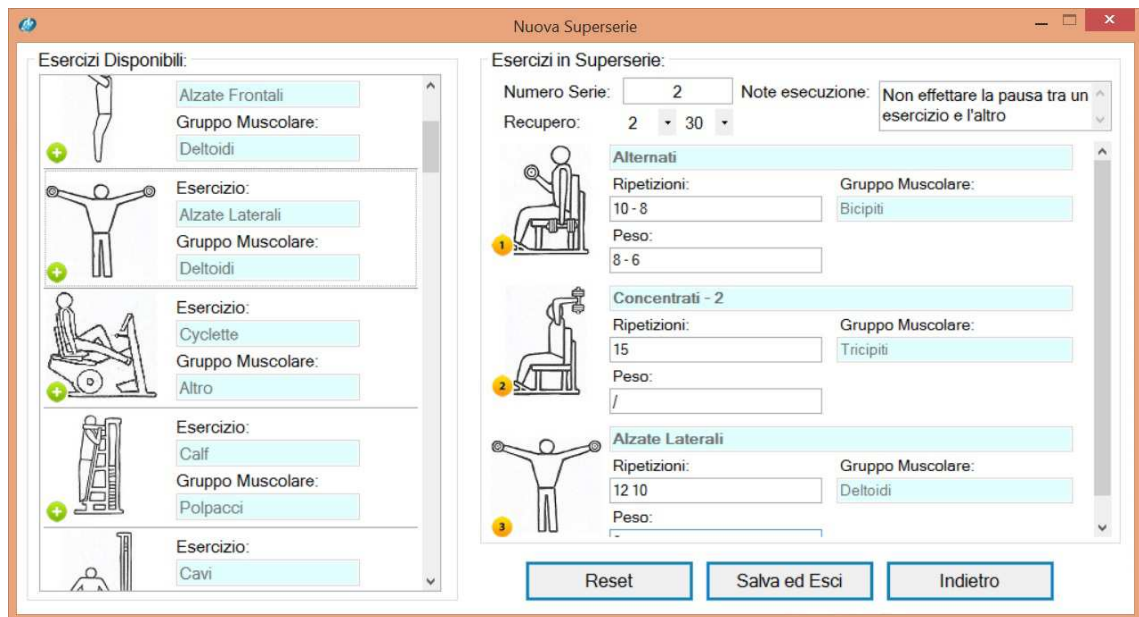 Nuova Superserie
Esercizi Disponibili:
Alzate Frontali
Gruppo Muscolare:
Deltoidi
Esercizio:
Alzate Laterali
Gruppo Muscolare:
Deltoidi
Esercizio:
Cyclette
Gruppo Muscolare:
Altro
Esercizio:
Calf
Gruppo Muscolare:
Polpacci
Esercizio:
Cavi
Esercizi in Superserie:
Numero Serie: 2 Note esecuzione: Non effettare la pausa tra un
esercizio e l'altro
Recupero: 2 30
Alternati
Ripetizioni: Gruppo Muscolare:
10 - 8 Bicipiti
Peso:
1
8 - 6
Concentrati - 2
Ripetizioni: Gruppo Muscolare:
15 Tricipiti
Peso:
2
/
Alzate Laterali
Ripetizioni: Gruppo Muscolare:
12 10 Deltoidi
Peso:
3
Reset Salva ed Esci Indietro